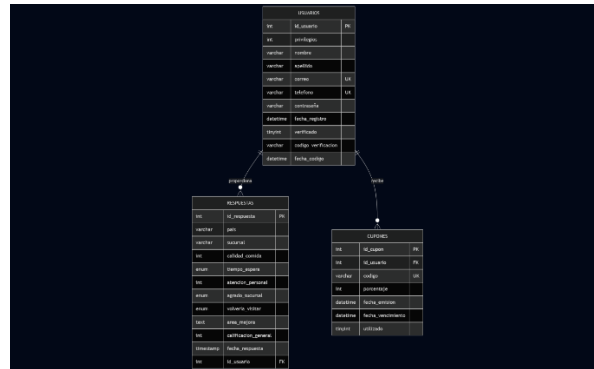 USUARIOS
int id_usuario PK
int privilegios
varchar nombre
varchar apellido
varchar correo UK
varchar telefono UK
varchar contraseña
datetime fecha_registro
tinyint verificado
varchar codigo_verificacion
datetime fecha_codigo
proporciona
recibe
RESPUESTAS
int id_respuesta PK
varchar pais
varchar sucursal
int calidad_comida
enum tiempo_espera
int atencion_personal
enum agrado_sucursal
enum volveria_visitar
text area_mejora
int calificacion_general
timestamp fecha_respuesta
int id_usuario FK
CUPONES
int id_cupon PK
int id_usuario FK
varchar codigo UK
int porcentaje
datetime fecha_emision
datetime fecha_vencimiento
tinyint utilizado